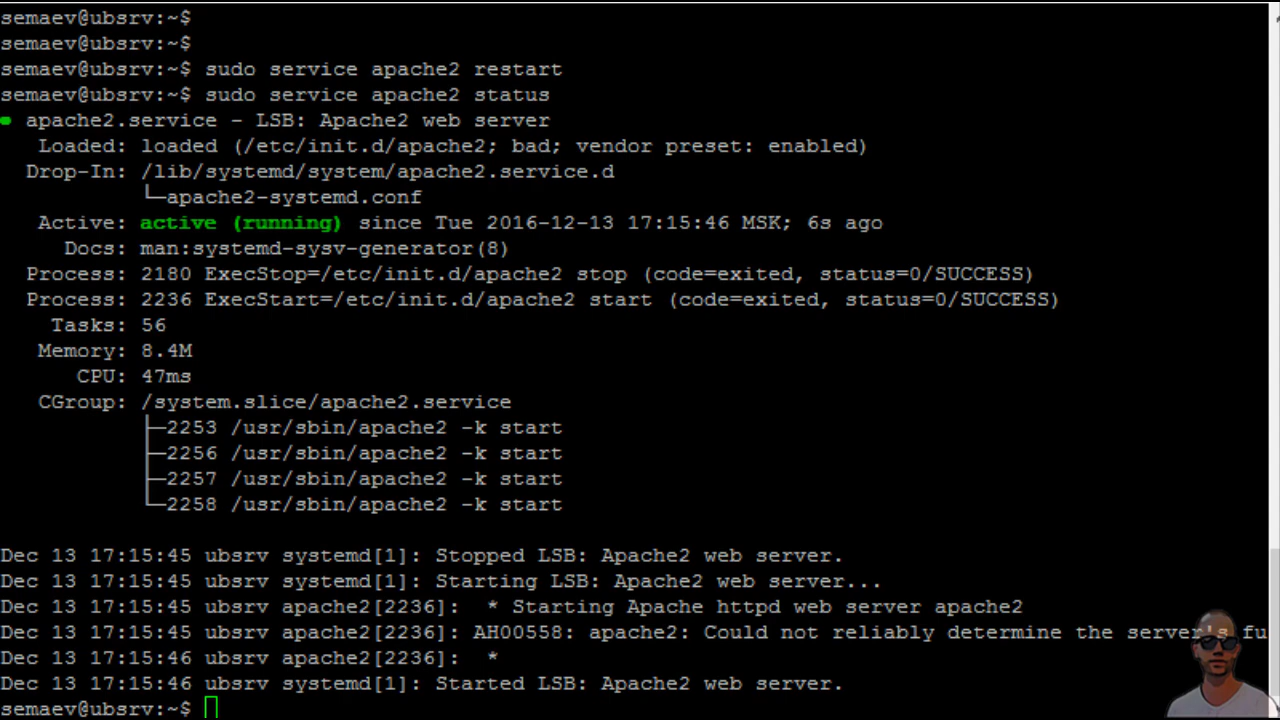 semaev@ubsrv:~$
semaev@ubsrv:~$
semaev@ubsrv:~$ sudo service apache2 restart
semaev@ubsrv:~$ sudo service apache2 status
● apache2.service - LSB: Apache2 web server
Loaded: loaded (/etc/init.d/apache2; bad; vendor preset: enabled)
Drop-In: /lib/systemd/system/apache2.service.d
└─apache2-systemd.conf
Active: active (running) since Tue 2016-12-13 17:15:46 MSK; 6s ago
Docs: man:systemd-sysv-generator(8)
Process: 2180 ExecStop=/etc/init.d/apache2 stop (code=exited, status=0/SUCCESS)
Process: 2236 ExecStart=/etc/init.d/apache2 start (code=exited, status=0/SUCCESS)
Tasks: 56
Memory: 8.4M
CPU: 47ms
CGroup: /system.slice/apache2.service
├─2253 /usr/sbin/apache2 -k start
├─2256 /usr/sbin/apache2 -k start
├─2257 /usr/sbin/apache2 -k start
└─2258 /usr/sbin/apache2 -k start
Dec 13 17:15:45 ubsrv systemd[1]: Stopped LSB: Apache2 web server.
Dec 13 17:15:45 ubsrv systemd[1]: Starting LSB: Apache2 web server...
Dec 13 17:15:45 ubsrv apache2[2236]:  * Starting Apache httpd web server apache2
Dec 13 17:15:45 ubsrv apache2[2236]: AH00558: apache2: Could not reliably determine the server's fu
Dec 13 17:15:46 ubsrv apache2[2236]:  *
Dec 13 17:15:46 ubsrv systemd[1]: Started LSB: Apache2 web server.
semaev@ubsrv:~$